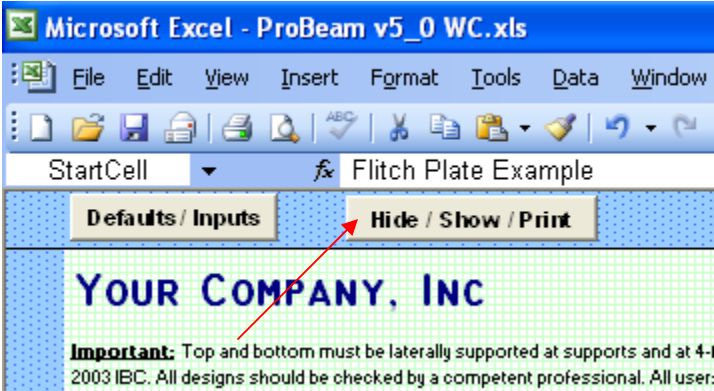 Microsoft Excel - ProBeam v5_0 WC.xls
File Edit View Insert Format Tools Data Window
ABC
StartCell fx Flitch Plate Example
Defaults / Inputs Hide / Show / Print
YOUR COMPANY, INC
Important: Top and bottom must be laterally supported at supports and at 4-
2003 IBC. All designs should be checked by a competent professional. All user